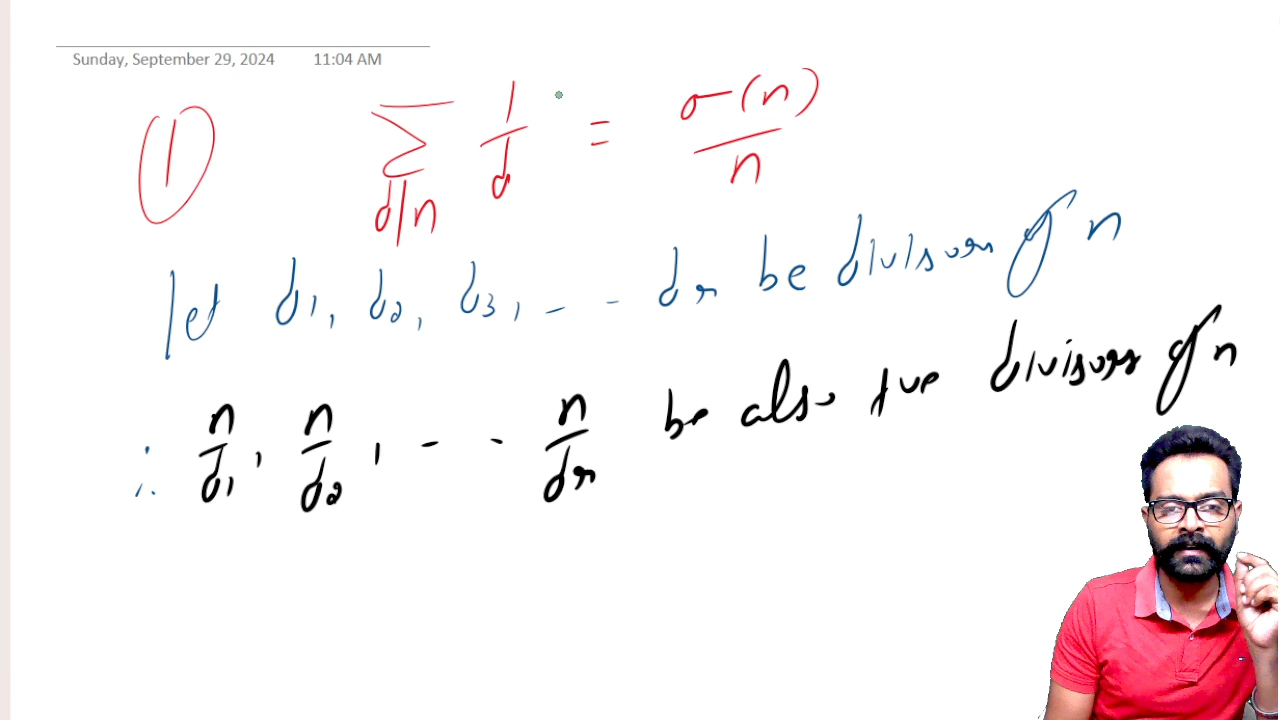 Sunday, September 29, 2024 11:04 AM
① ∑_{d|n} 1/d = σ(n)/n
let d₁, d₂, d₃, - - dᵣ be divisors of n
∴ n/d₁, n/d₂, - - n/dᵣ be also +ve divisors of n